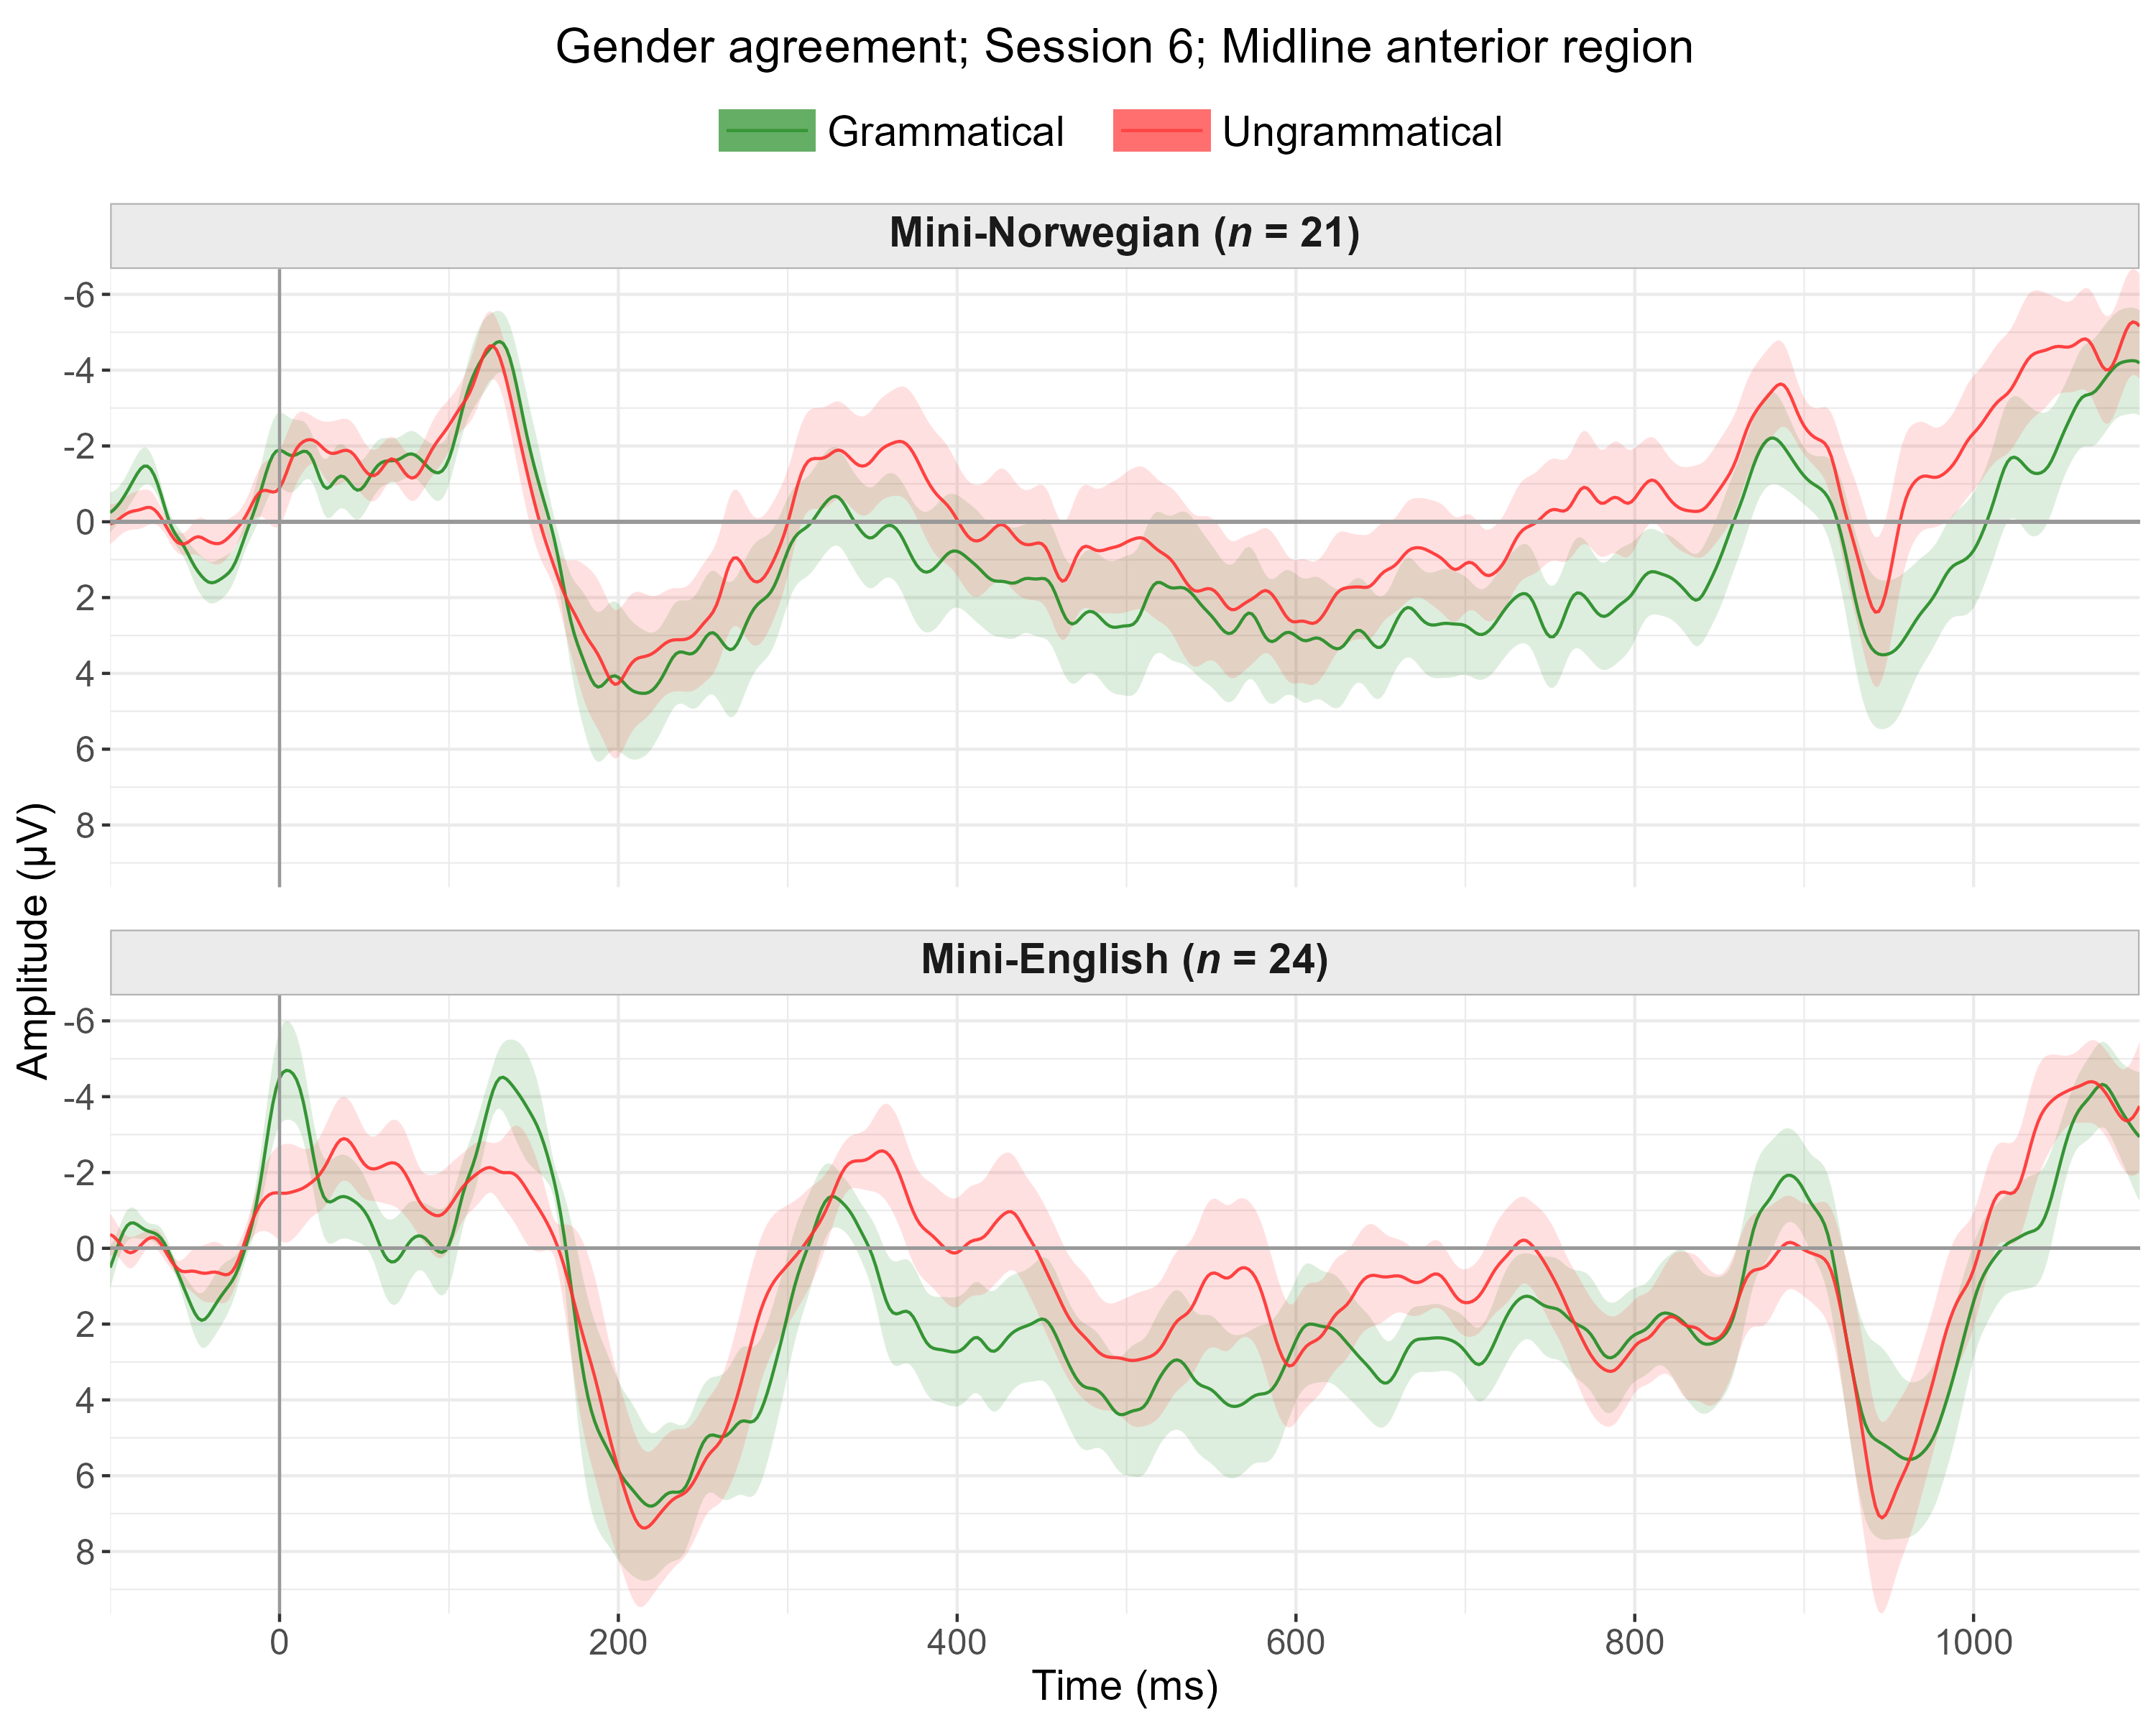 Gender agreement; Session 6; Midline anterior region
Grammatical
Ungrammatical
Mini-Norwegian (n = 21)
-6
-4
-2
0
2
4
6
8
Amplitude (µV)
Mini-English (n = 24)
-6
-4
-2
0
2
4
6
8
0 200 400 600 800 1000
Time (ms)